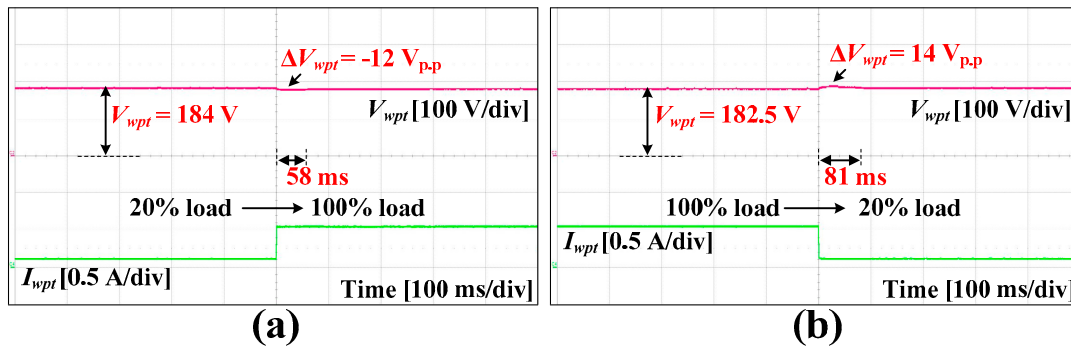 ΔVwpt = -12 Vp.p
Vwpt = 184 V
Vwpt [100 V/div]
58 ms
20% load 100% load
Iwpt [0.5 A/div]
Time [100 ms/div]
(a)
ΔVwpt = 14 Vp.p
Vwpt = 182.5 V
Vwpt [100 V/div]
81 ms
100% load 20% load
Iwpt [0.5 A/div]
Time [100 ms/div]
(b)